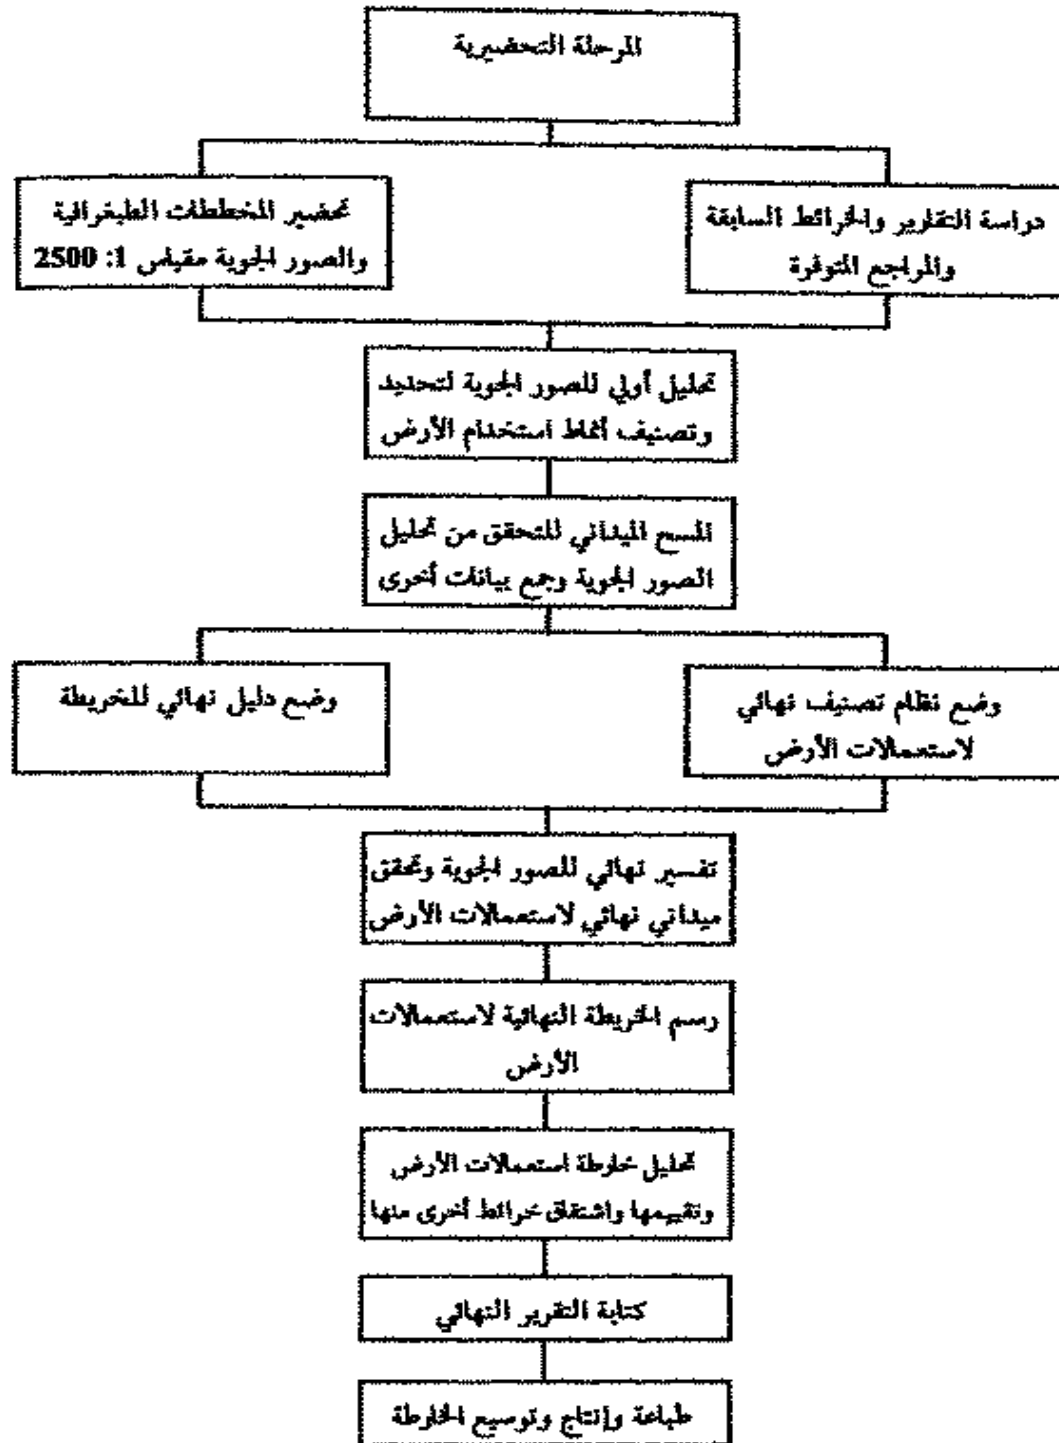 المرحلة التحضيرية
دراسة التقارير والخرائط السابقة
والمراجع المتوفرة
تحضير المخططات الطبغرافية
والصور الجوية مقياس 1: 2500
تحليل أولي للصور الجوية لتحديد
وتصنيف أنماط استخدام الأرض
المسح الميداني للتحقق من تحليل
الصور الجوية وجمع بيانات أخرى
وضع نظام تصنيف نهائي
لاستعمالات الأرض
وضع دليل نهائي للخريطة
تفسير نهائي للصور الجوية وتحقق
ميداني نهائي لاستعمالات الأرض
رسم الخريطة النهائية لاستعمالات
الأرض
تحليل خارطة استعمالات الأرض
وتقييمها واشتقاق خرائط أخرى منها
كتابة التقرير النهائي
طباعة وإنتاج وتوسيع الخارطة